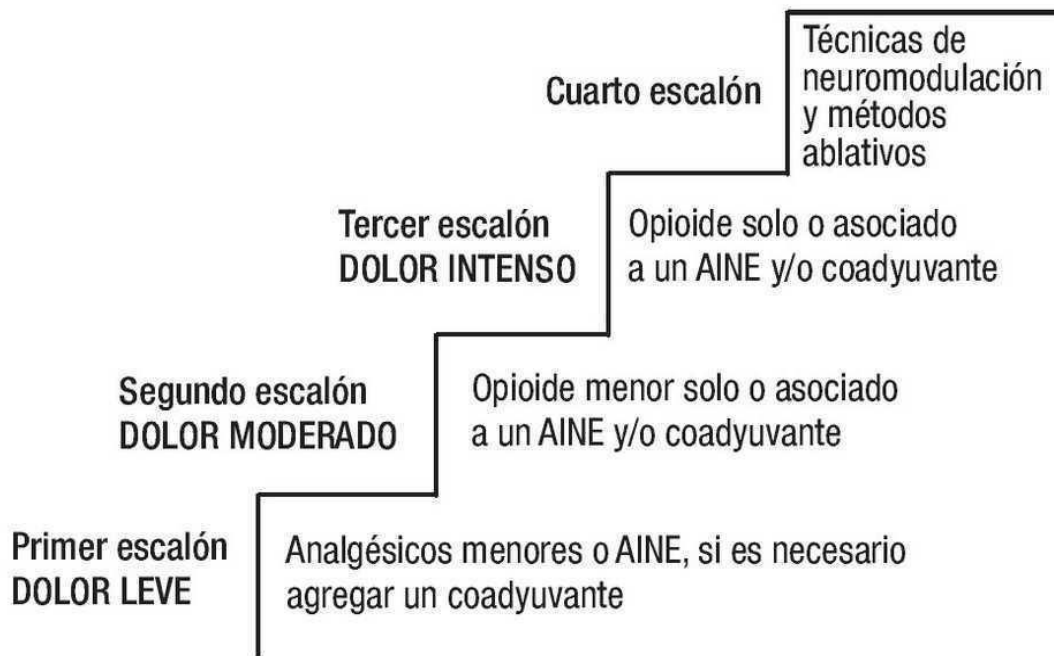 Cuarto escalón
Técnicas de
neuromodulación
y métodos
ablativos
Tercer escalón
DOLOR INTENSO
Opioide solo o asociado
a un AINE y/o coadyuvante
Segundo escalón
DOLOR MODERADO
Opioide menor solo o asociado
a un AINE y/o coadyuvante
Primer escalón
DOLOR LEVE
Analgésicos menores o AINE, si es necesario
agregar un coadyuvante